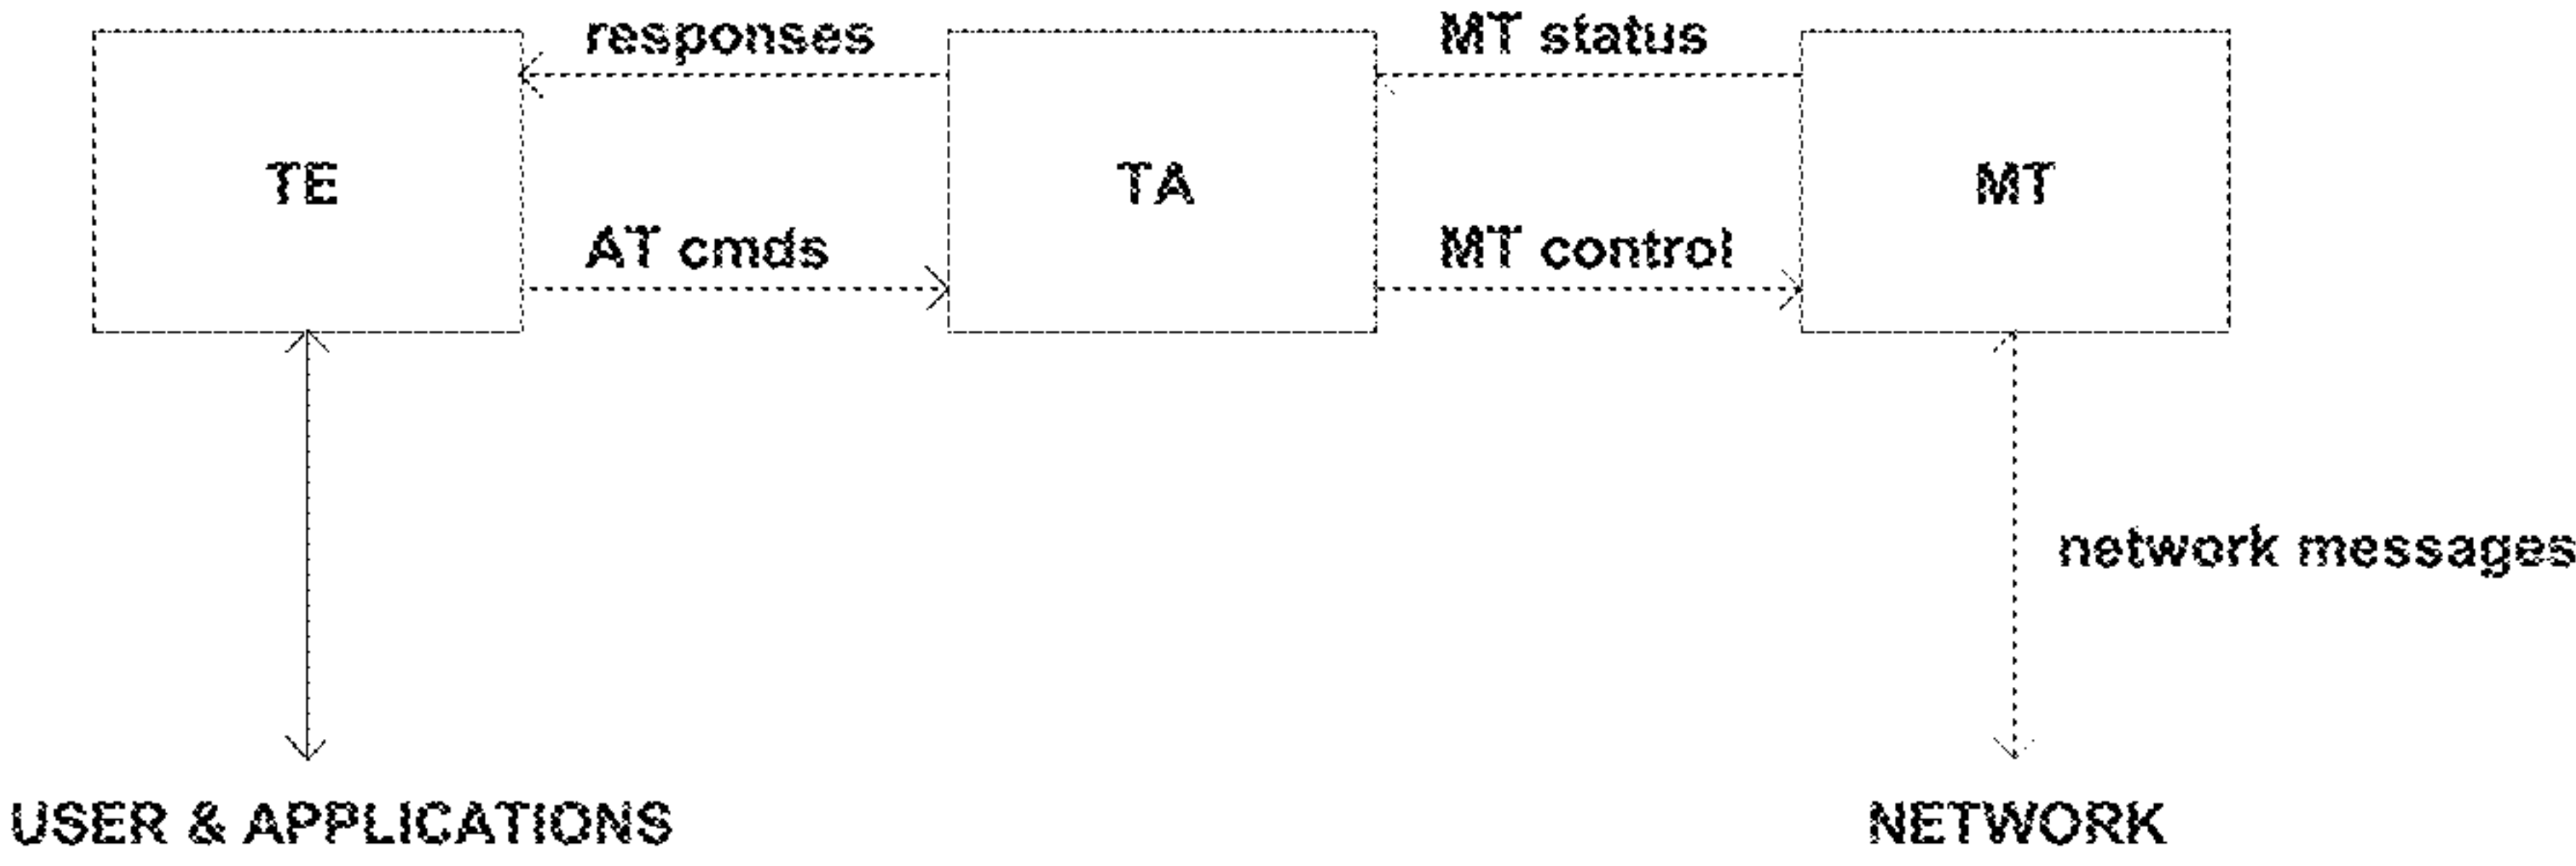 responses
MT status
TE
TA
MT
AT cmds
MT control
network messages
USER & APPLICATIONS
NETWORK